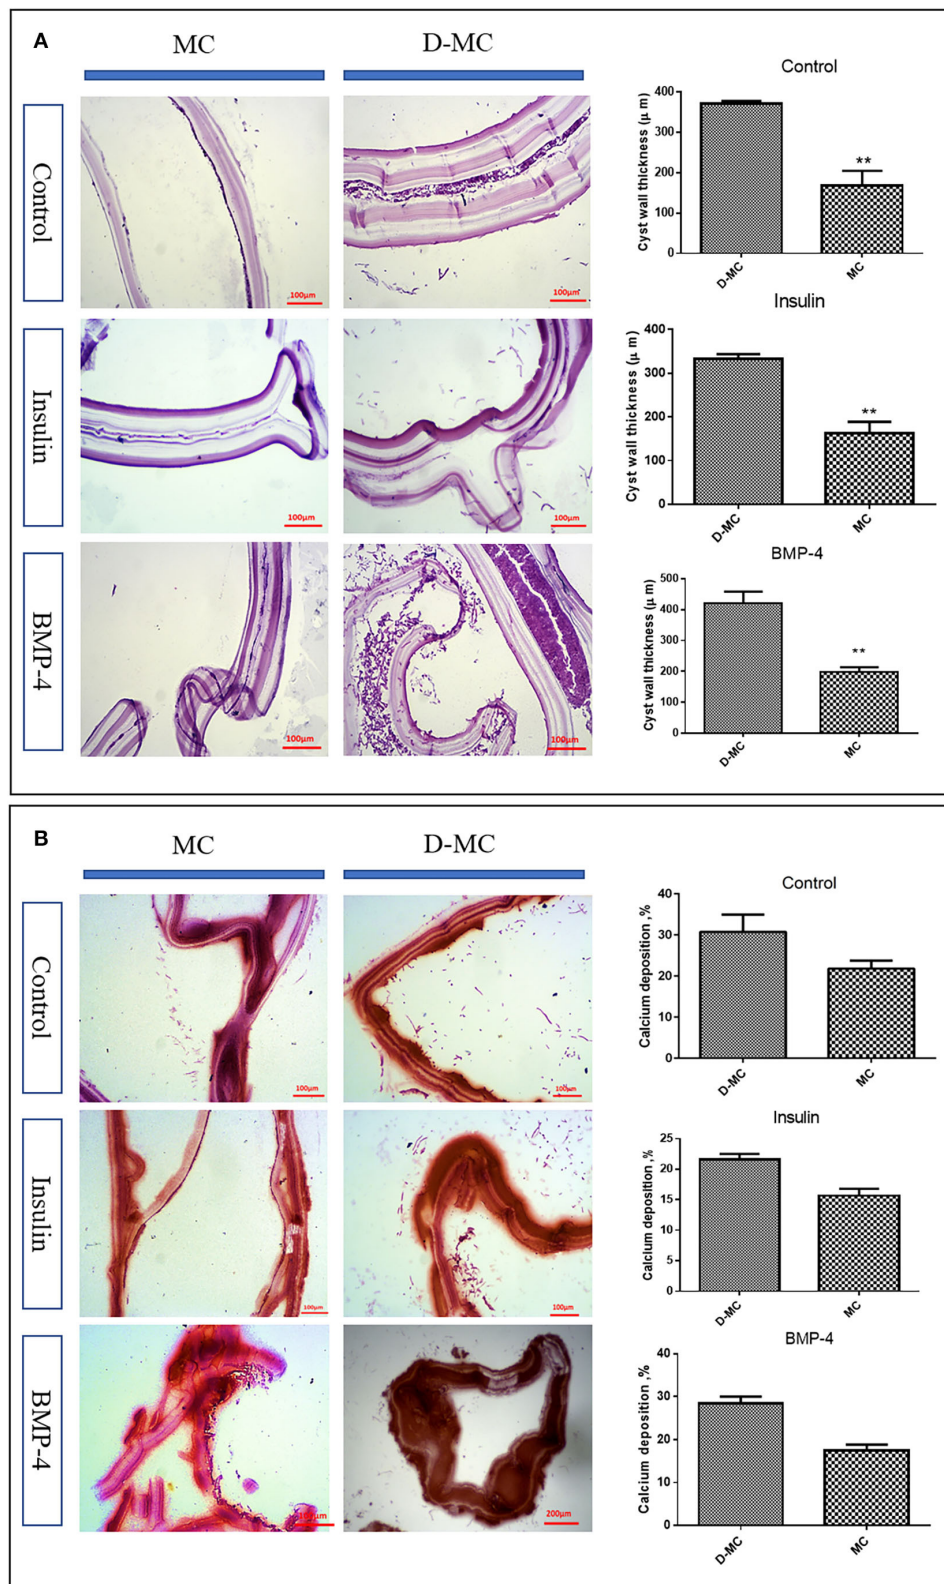 A
MC
D-MC
Control
100μm
100μm
Control
Cyst wall thickness (μ m)
400
300
200
100
0
**
D-MC
MC
Insulin
100μm
100μm
Insulin
Cyst wall thickness (μ m)
400
300
200
100
0
**
D-MC
MC
BMP-4
100μm
100μm
BMP-4
Cyst wall thickness (μ m)
500
400
300
200
100
0
**
D-MC
MC
B
MC
D-MC
Control
100μm
100μm
Control
Calcium deposition ,%
40
30
20
10
0
D-MC
MC
Insulin
100μm
100μm
Insulin
Calcium deposition ,%
25
20
15
10
5
0
D-MC
MC
BMP-4
100μm
200μm
BMP-4
Calcium deposition ,%
40
30
20
10
0
D-MC
MC